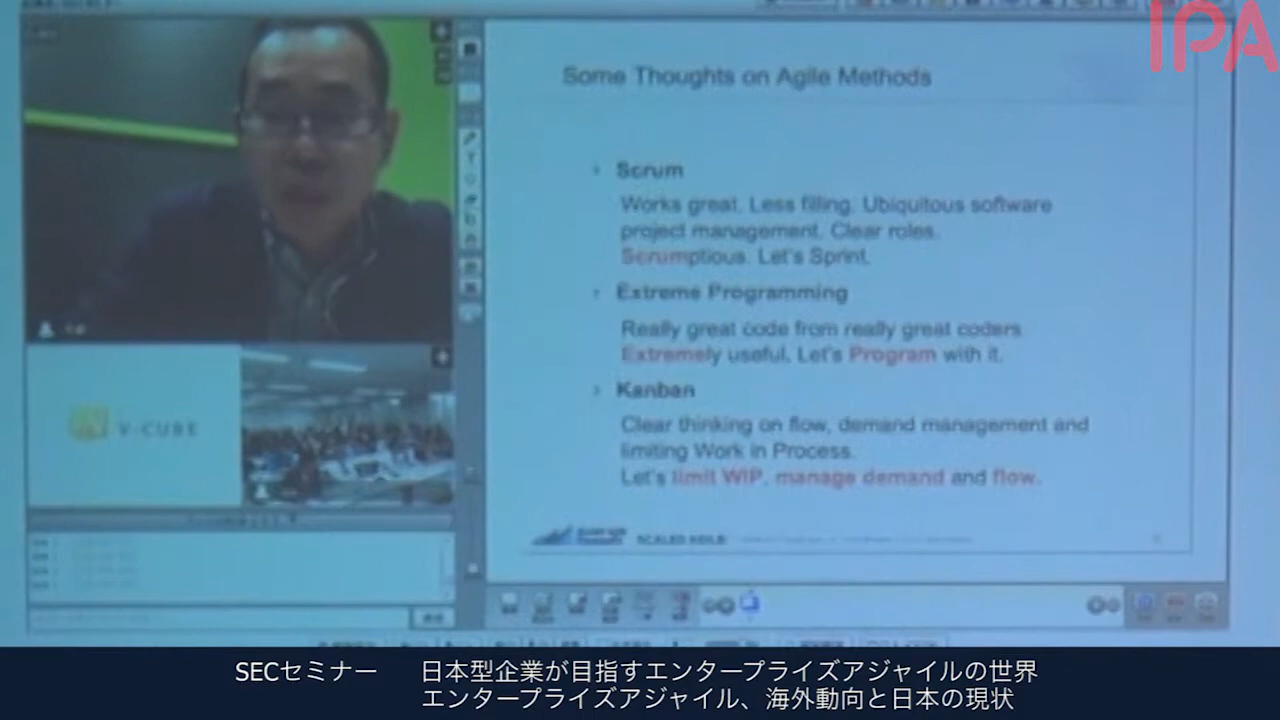 IPA
Some Thoughts on Agile Methods
Scrum
Works great. Less filling. Ubiquitous software
project management. Clear roles.
Scrumptious. Let's Sprint.
Extreme Programming
Really great code from really great coders
Extremely useful. Let's Program with it.
Kanban
Clear thinking on flow, demand management and
limiting Work in Process.
Let's limit WIP, manage demand and flow.
V-CUBE
SCALED AGILE
SECセミナー 日本型企業が目指すエンタープライズアジャイルの世界
エンタープライズアジャイル、海外動向と日本の現状